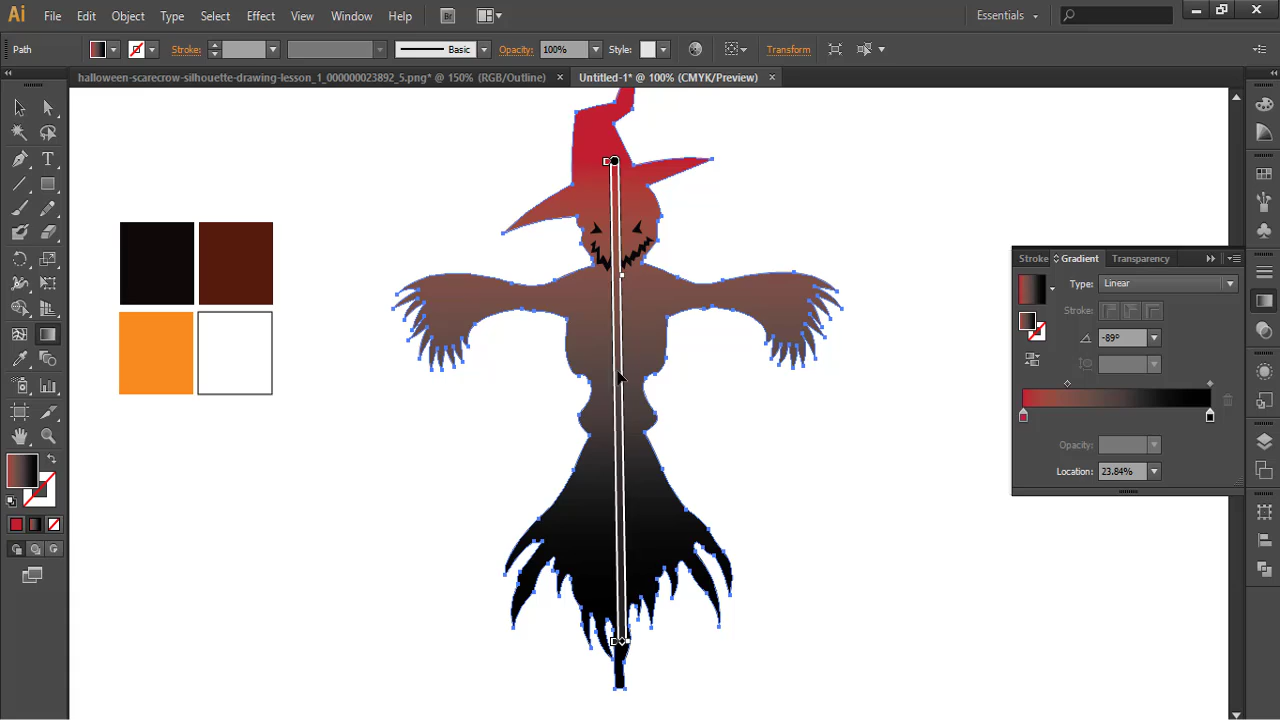 Ai File Edit Object Type Select Effect View Window Help Br Essentials
Path Stroke: Basic Opacity: 100% Style: Transform
halloween-scarecrow-silhouette-drawing-lesson_1_000000023892_5.png* @ 150% (RGB/Outline) × Untitled-1* @ 100% (CMYK/Preview) ×
T
Stroke Gradient Transparency
Type: Linear
Stroke:
-89°
Opacity:
Location: 23.84%